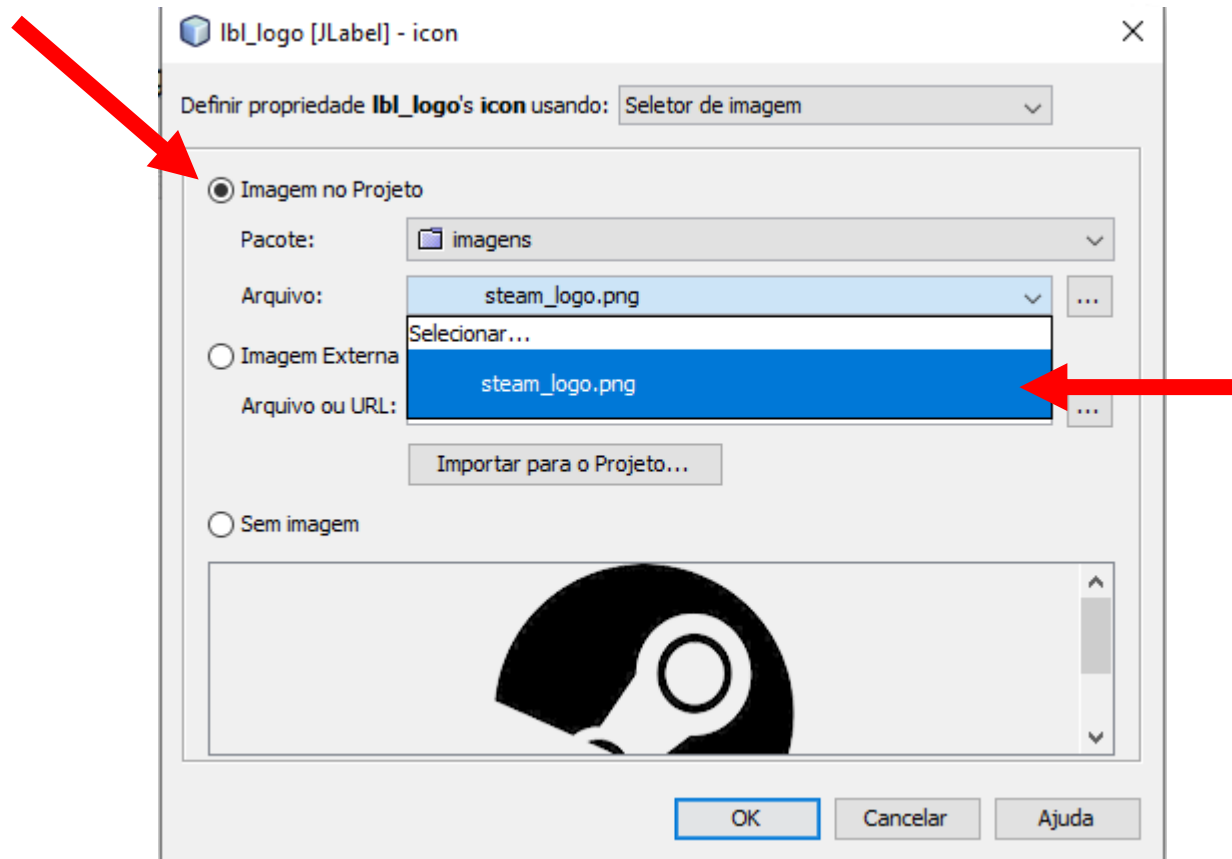 lbl_logo [JLabel] - icon
Definir propriedade lbl_logo's icon usando: Seletor de imagem
Imagem no Projeto
Pacote: imagens
Arquivo: steam_logo.png ...
Selecionar...
Imagem Externa
steam_logo.png
Arquivo ou URL: ...
Importar para o Projeto...
Sem imagem
OK Cancelar Ajuda